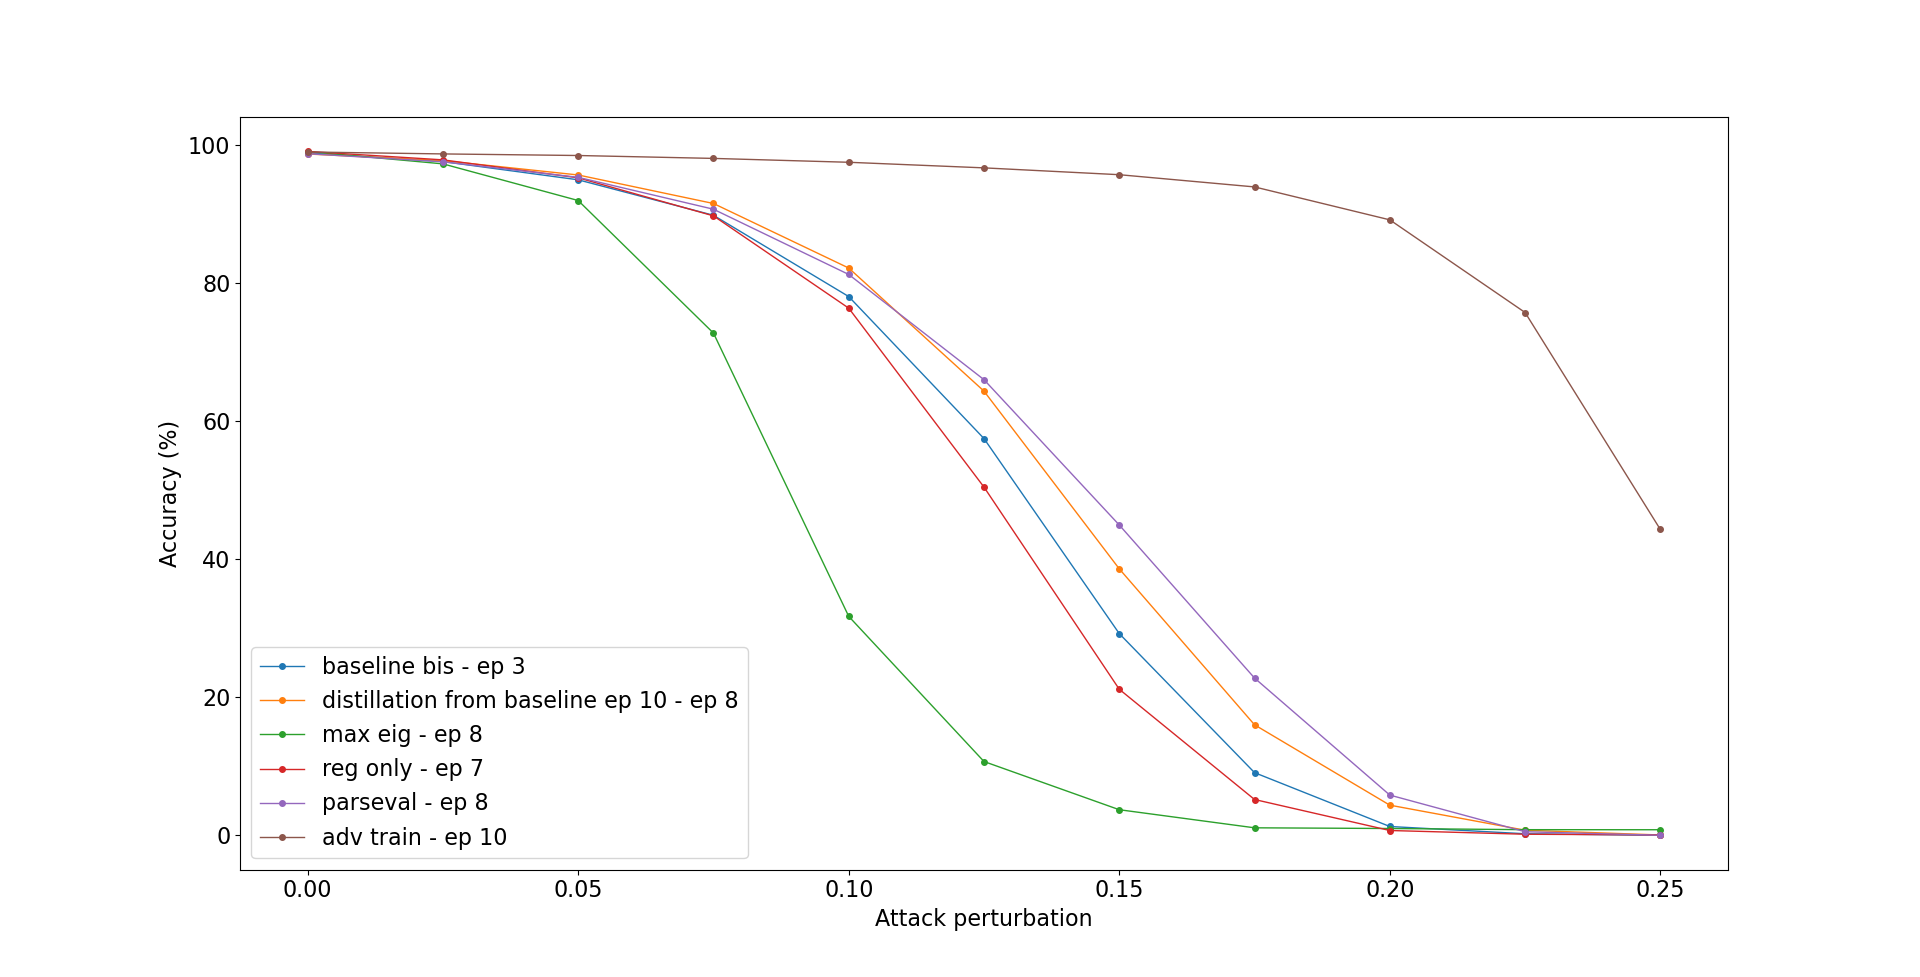 100
80
60
40
20
0
Accuracy (%)
baseline bis - ep 3
distillation from baseline ep 10 - ep 8
max eig - ep 8
reg only - ep 7
parseval - ep 8
adv train - ep 10
0.00 0.05 0.10 0.15 0.20 0.25
Attack perturbation